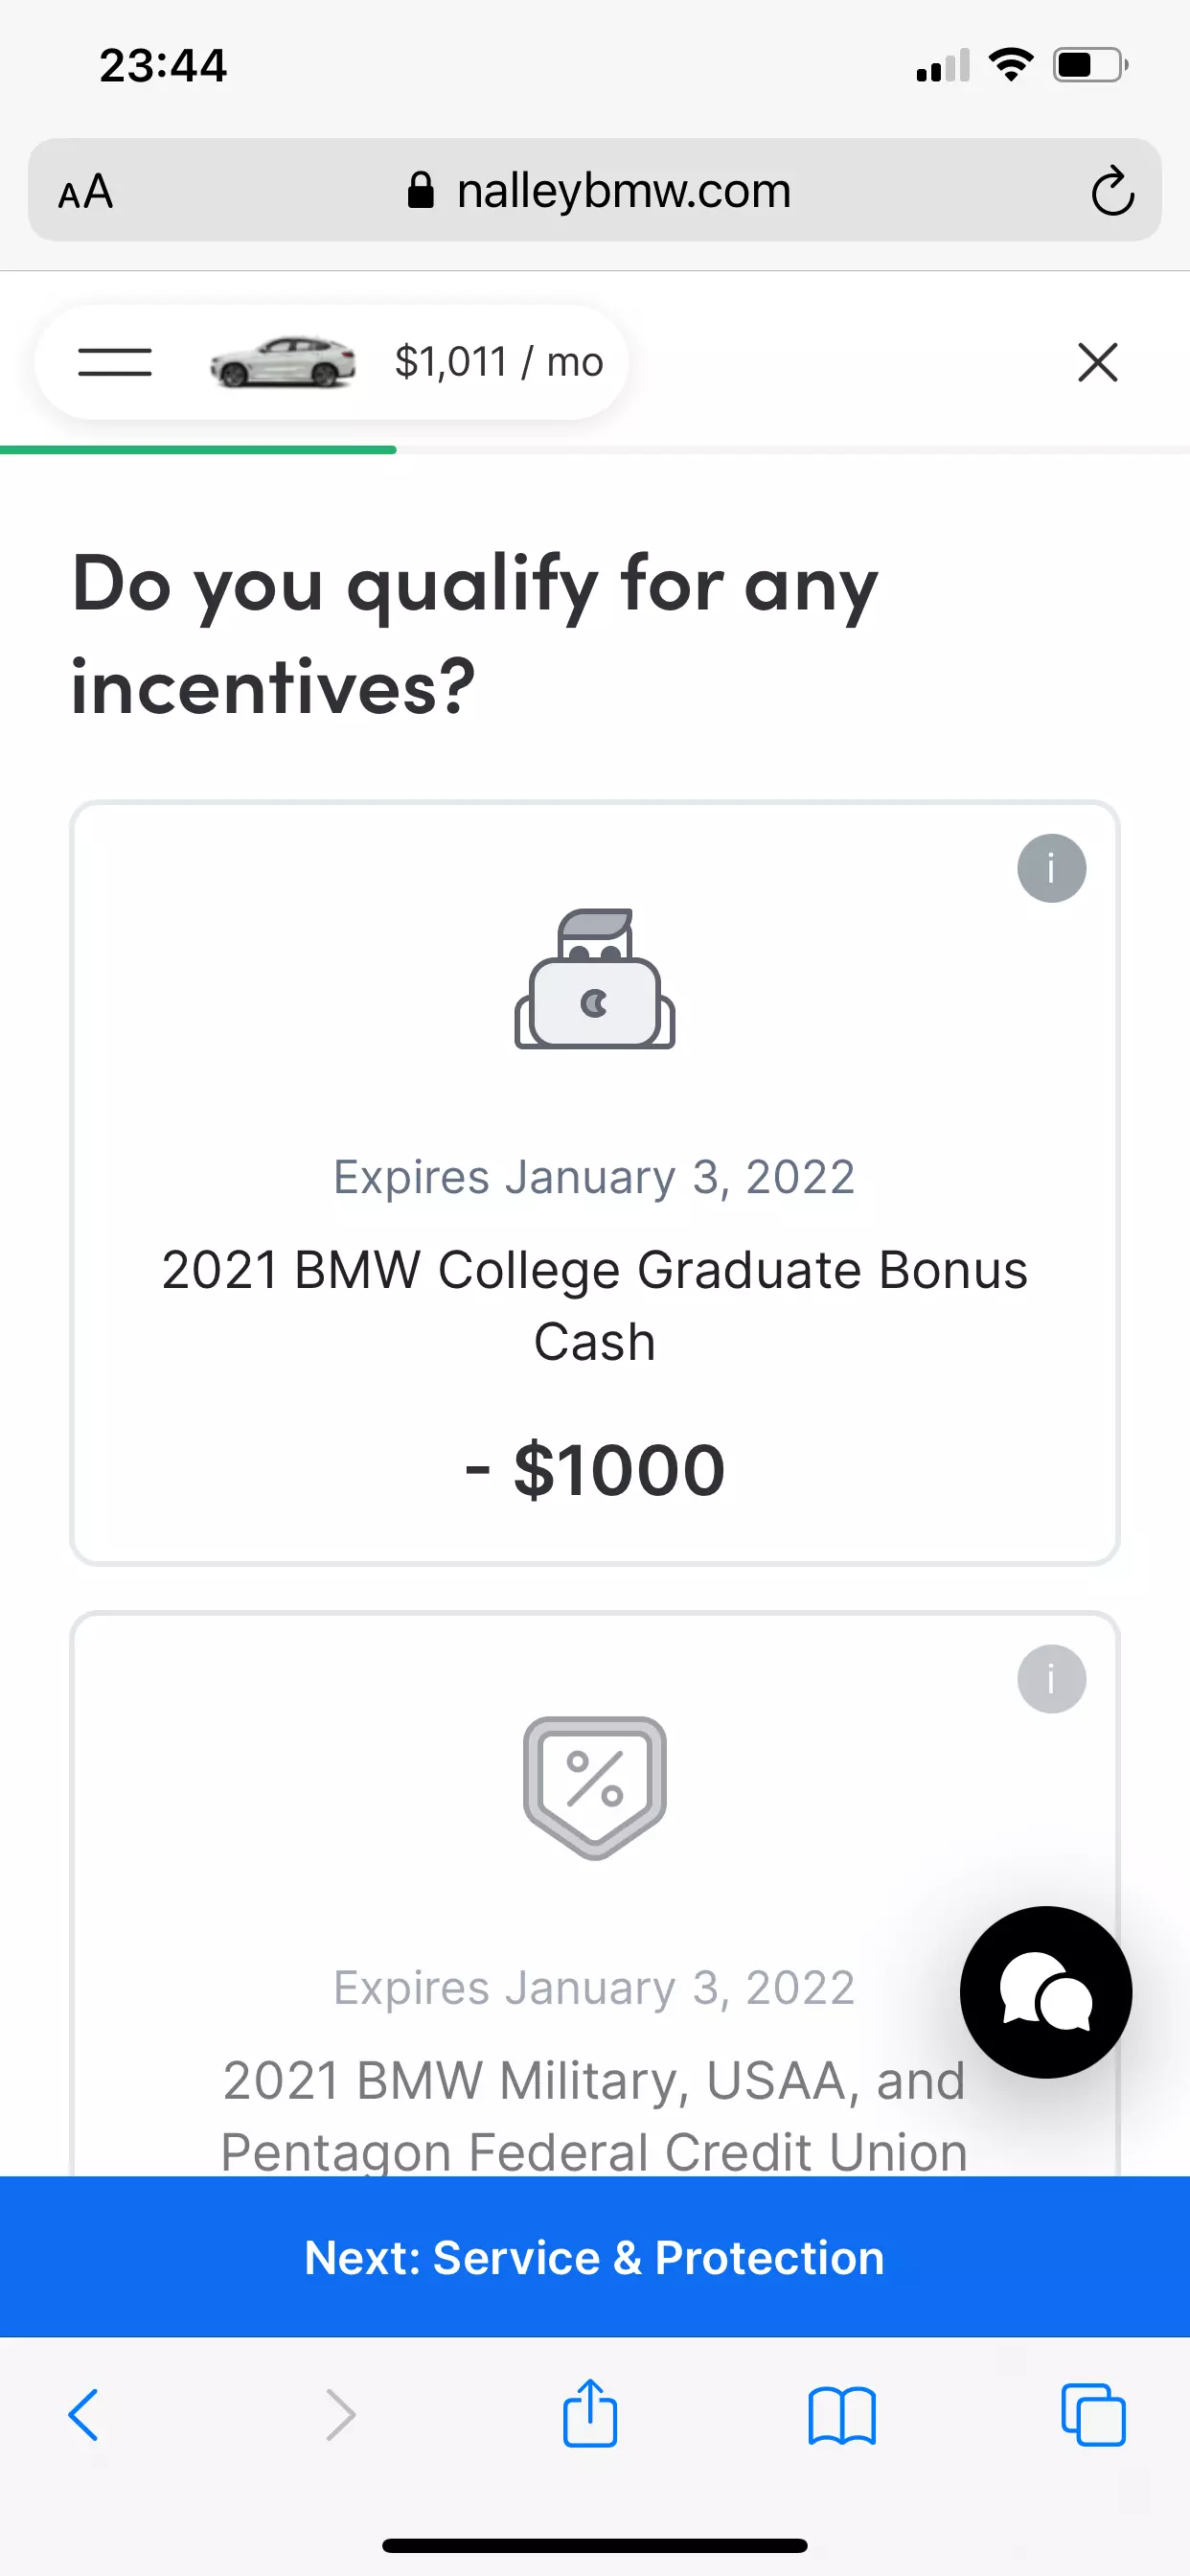 23:44
AA
nalleybmw.com
$1,011 / mo
Do you qualify for any
incentives?
i
Expires January 3, 2022
2021 BMW College Graduate Bonus
Cash
- $1000
i
%
Expires January 3, 2022
2021 BMW Military, USAA, and
Pentagon Federal Credit Union
Next: Service & Protection